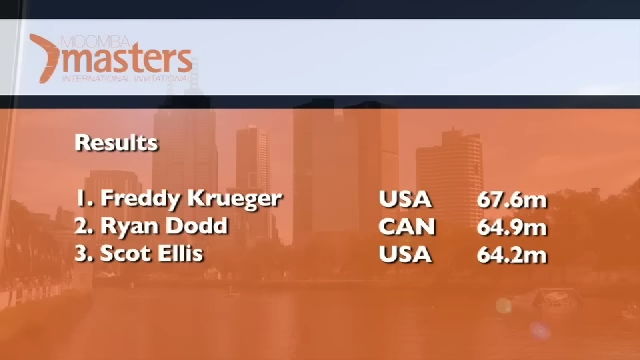 MOOMBA
masters
INTERNATIONAL INVITATIONAL
Results
1. Freddy Krueger USA 67.6m
2. Ryan Dodd CAN 64.9m
3. Scot Ellis USA 64.2m